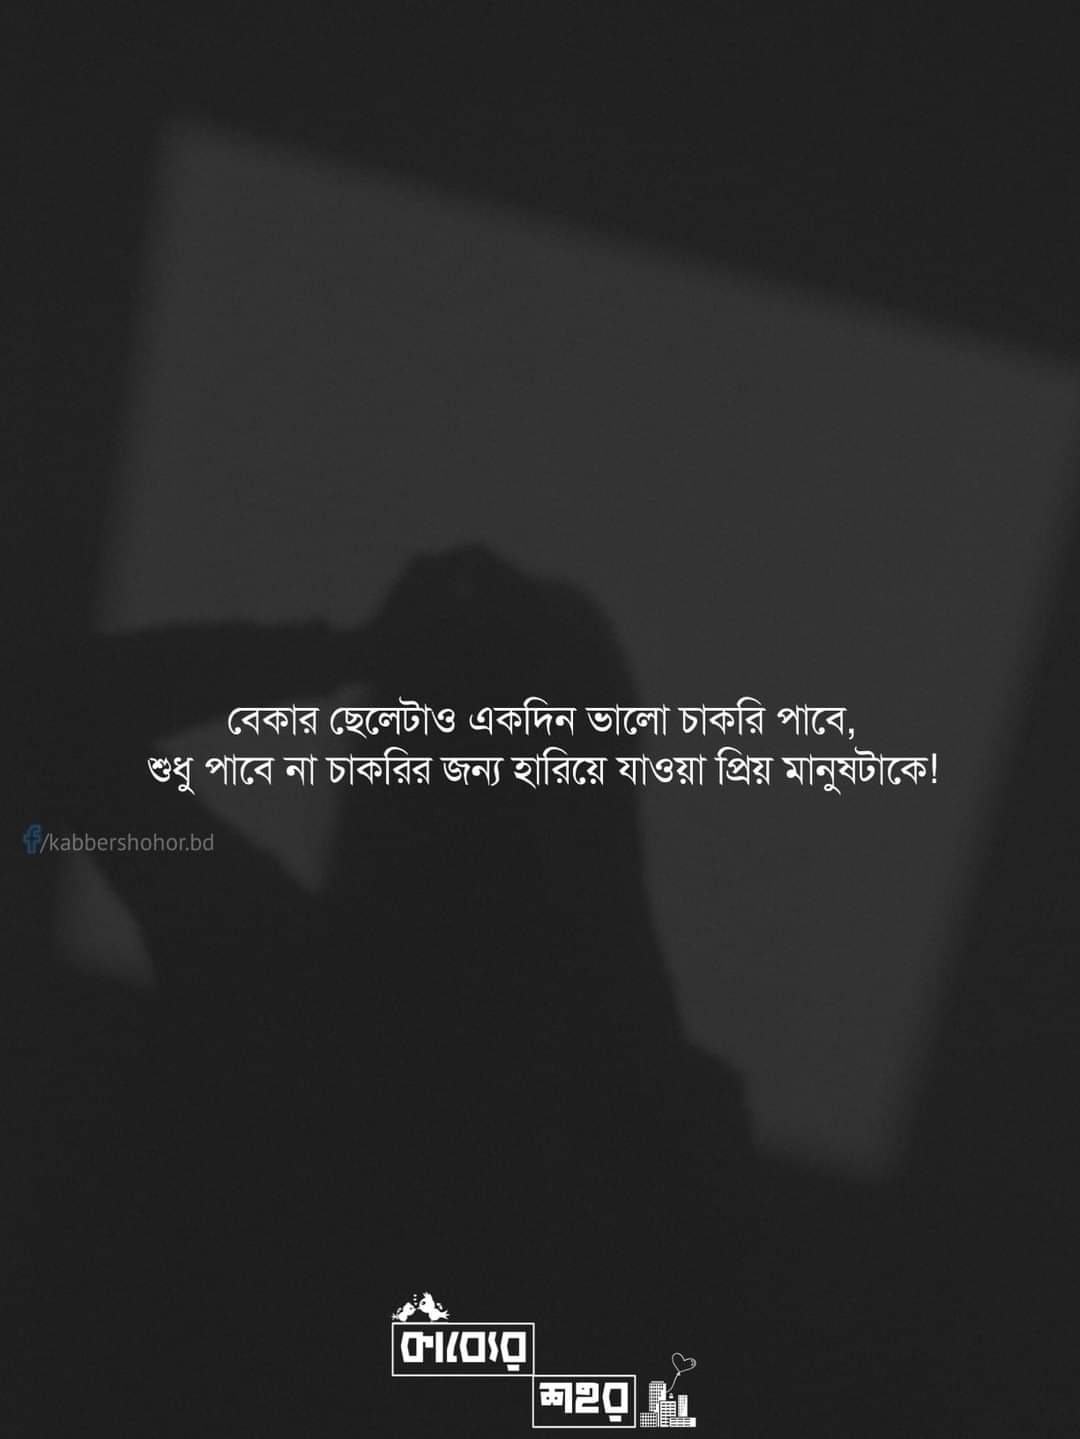 বেকার ছেলেটাও একদিন ভালো চাকরি পাবে,
শুধু পাবে না চাকরির জন্য হারিয়ে যাওয়া প্রিয় মানুষটাকে!
f/kabbershohor.bd
কাব্যের
শহর